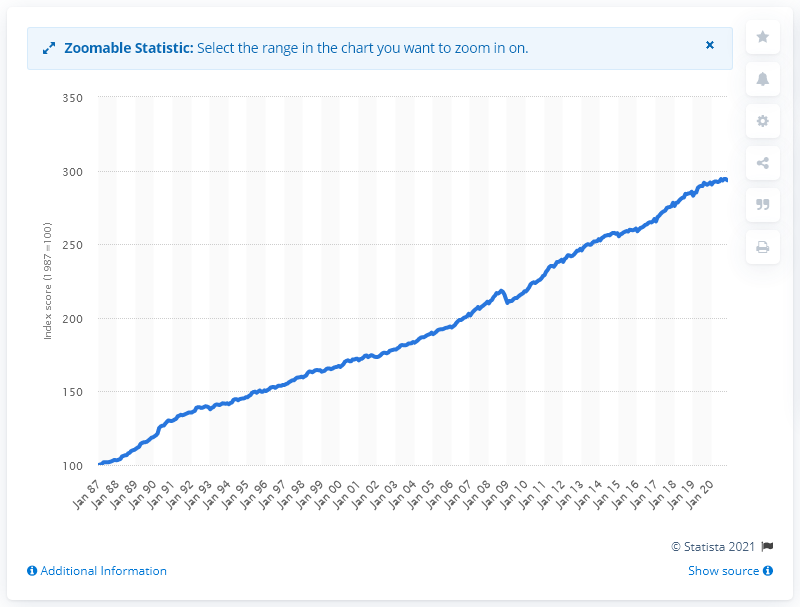 Zoomable Statistic: Select the range in the chart you want to zoom in on.
×
350
300
250
200
150
100
Index score (1987=100)
Jan 87
Jan 88
Jan 89
Jan 90
Jan 91
Jan 92
Jan 93
Jan 94
Jan 95
Jan 96
Jan 97
Jan 98
Jan 99
Jan 00
Jan 01
Jan 02
Jan 03
Jan 04
Jan 05
Jan 06
Jan 07
Jan 08
Jan 09
Jan 10
Jan 11
Jan 12
Jan 13
Jan 14
Jan 15
Jan 16
Jan 17
Jan 18
Jan 19
Jan 20
© Statista 2021
Additional Information
Show source